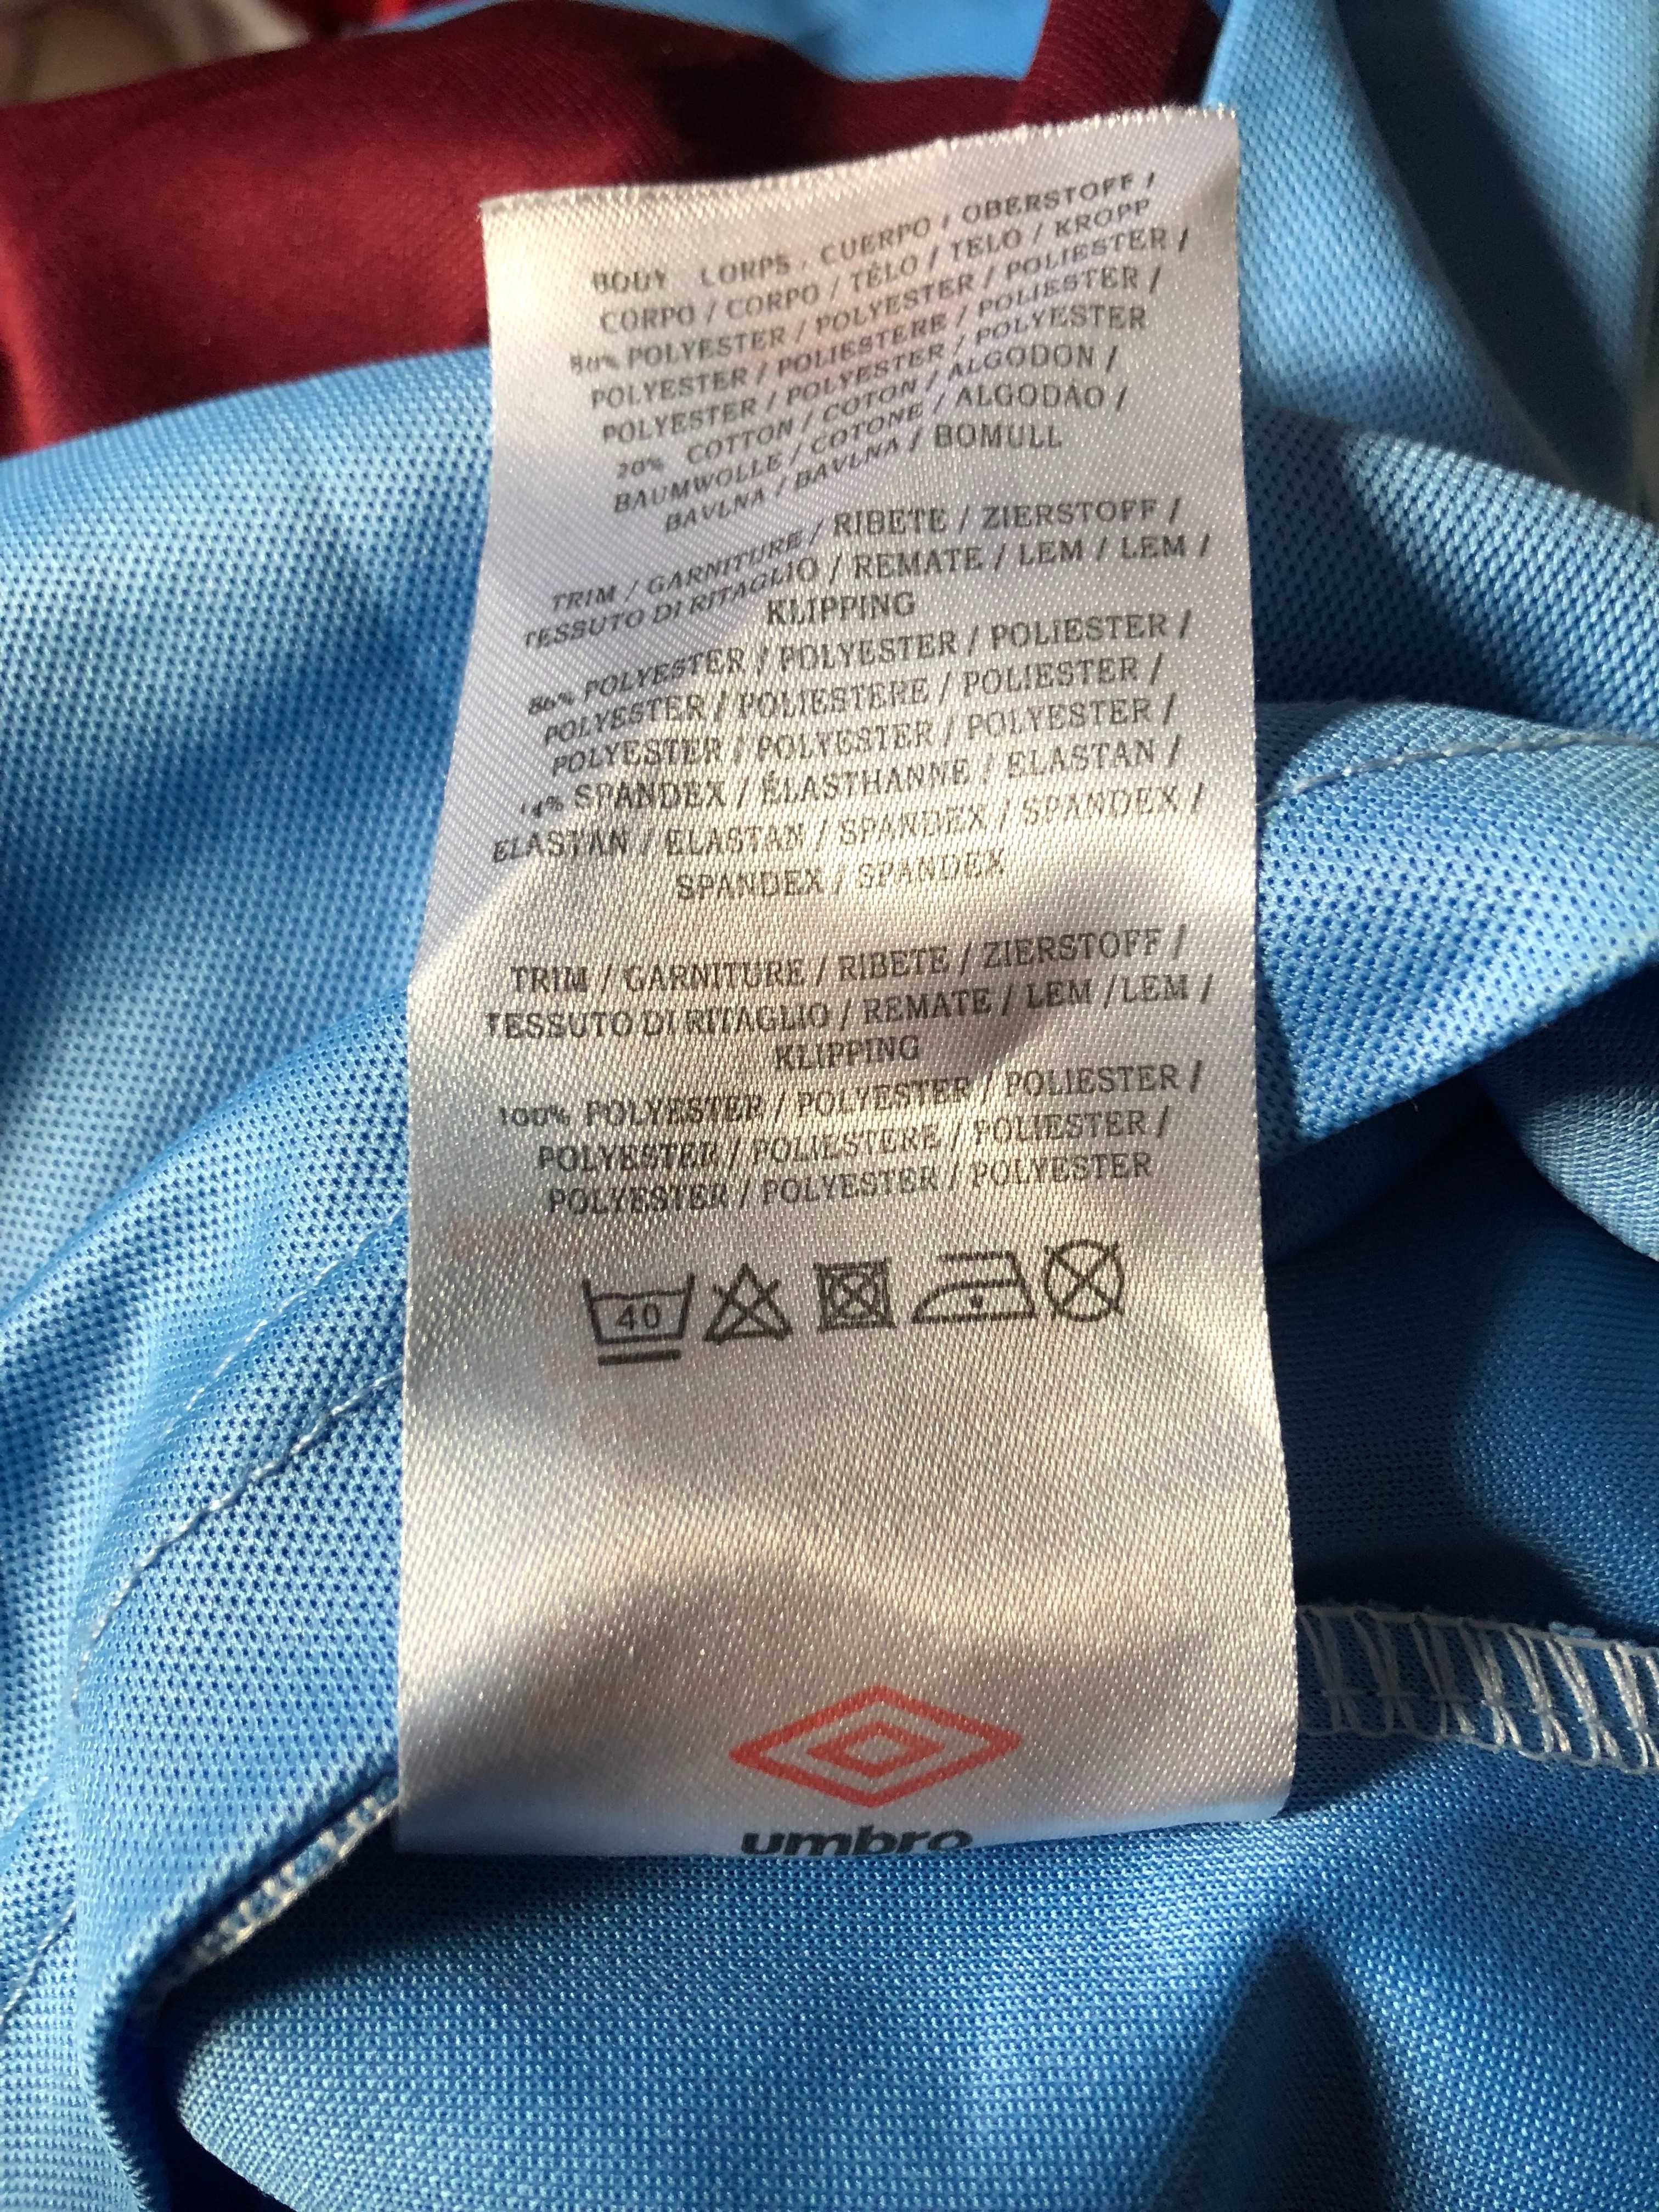 BODY CORPS / CUERPO / OBERSTOFF /
CORPO / CORPO / TĚLO / TELO / KROPP
80% POLYESTER / POLYESTER / POLIESTER /
POLYESTER / POLIESTERE / POLIESTER /
POLYESTER / POLYESTER / POLYESTER
20% COTTON / COTON / ALGODON /
BAUMWOLLE / COTONE / ALGODAO /
BAVLNA / BAVLNA / BOMULL
TRIM / GARNITURE / RIBETE / ZIERSTOFF /
TESSUTO DI RITAGLIO / REMATE / LEM / LEM /
KLIPPING
86% POLYESTER / POLYESTER / POLIESTER /
POLYESTER / POLIESTERE / POLIESTER /
POLYESTER / POLYESTER / POLYESTER /
14% SPANDEX / ÉLASTHANNE / ELASTAN /
ELASTAN / ELASTAN / SPANDEX / SPANDEX /
SPANDEX / SPANDEX
TRIM / GARNITURE / RIBETE / ZIERSTOFF /
TESSUTO DI RITAGLIO / REMATE / LEM /LEM /
KLIPPING
100% POLYESTER / POLYESTER / POLIESTER /
POLYESTER / POLIESTERE / POLIESTER /
POLYESTER / POLYESTER / POLYESTER
40
umbro